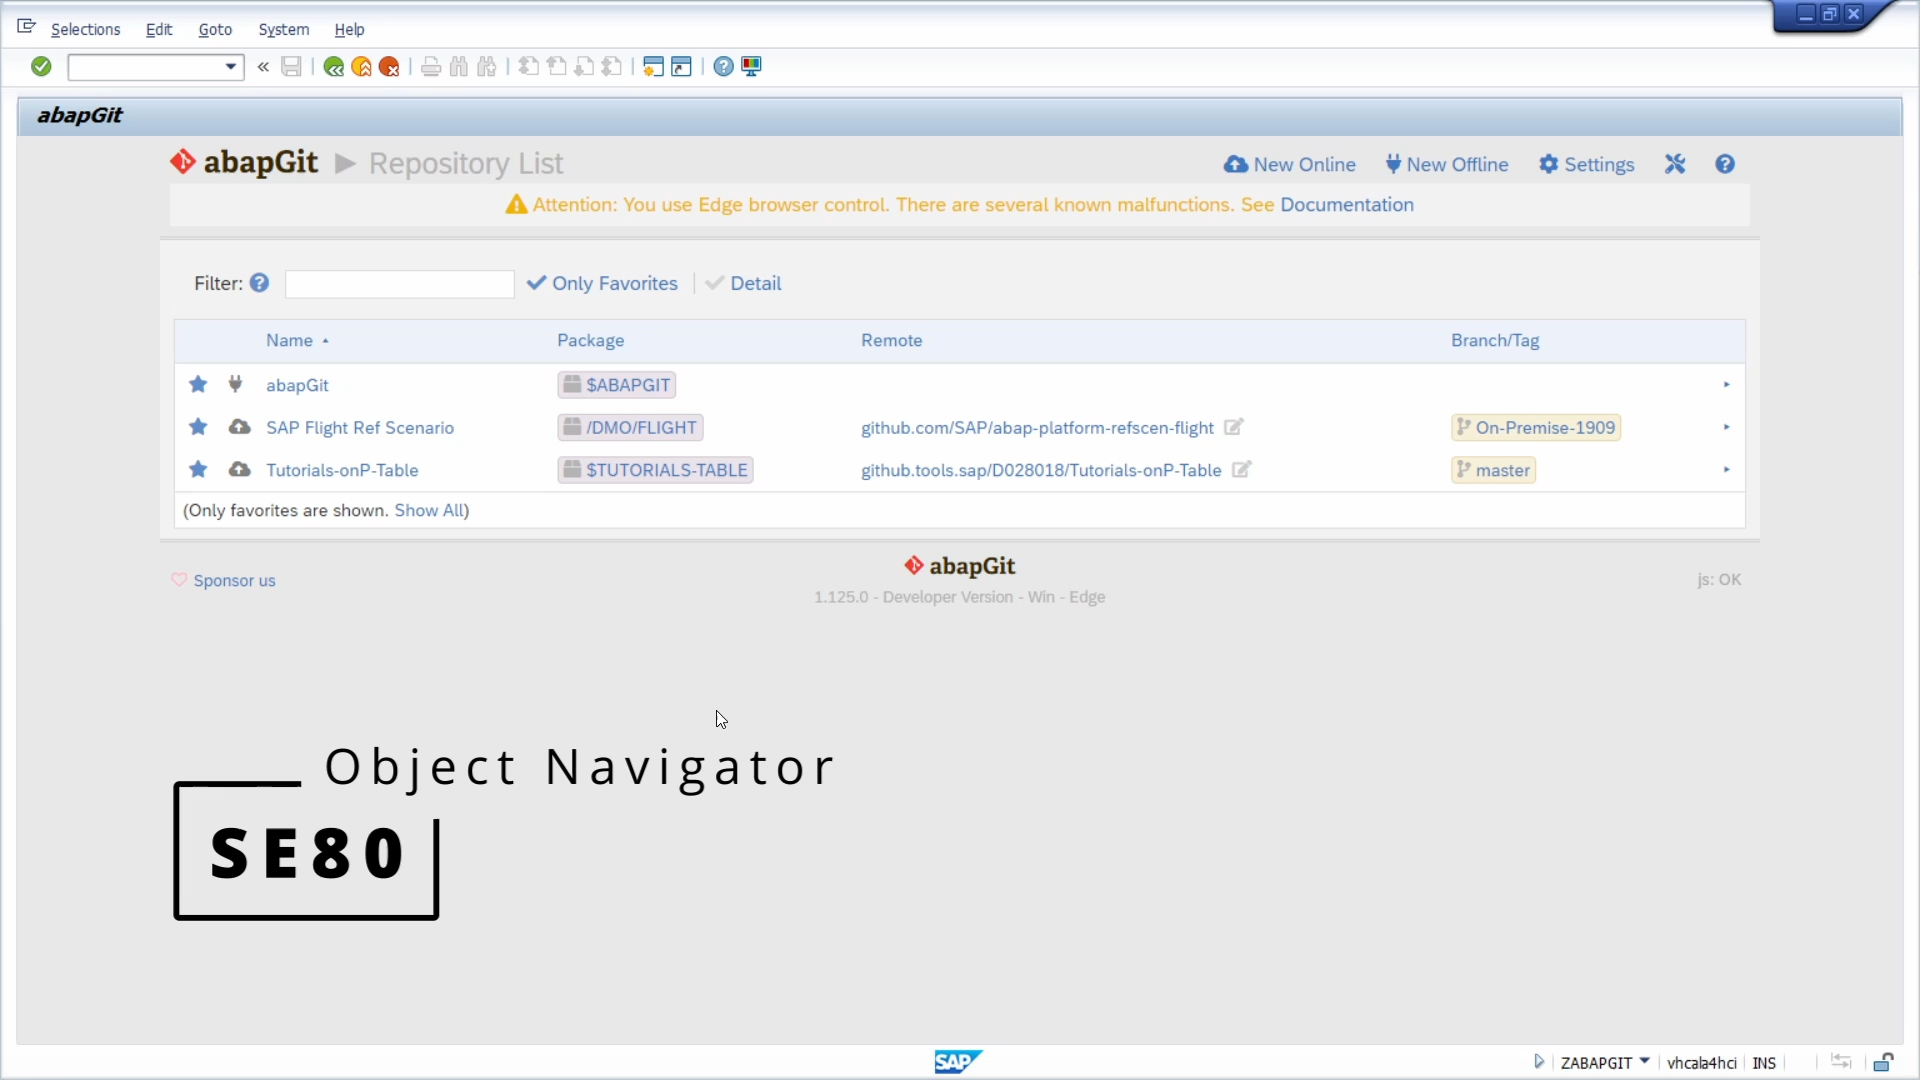 Selections Edit Goto System Help
abapGit
abapGit Repository List New Online New Offline Settings
Attention: You use Edge browser control. There are several known malfunctions. See Documentation
Filter: Only Favorites Detail
Name Package Remote Branch/Tag
abapGit $ABAPGIT
SAP Flight Ref Scenario /DMO/FLIGHT github.com/SAP/abap-platform-refscen-flight On-Premise-1909
Tutorials-onP-Table $TUTORIALS-TABLE github.tools.sap/D028018/Tutorials-onP-Table master
(Only favorites are shown. Show All)
abapGit
Sponsor us js: OK
1.125.0 - Developer Version - Win - Edge
Object Navigator
SE80
SAP ZABAPGIT vhcala4hci INS